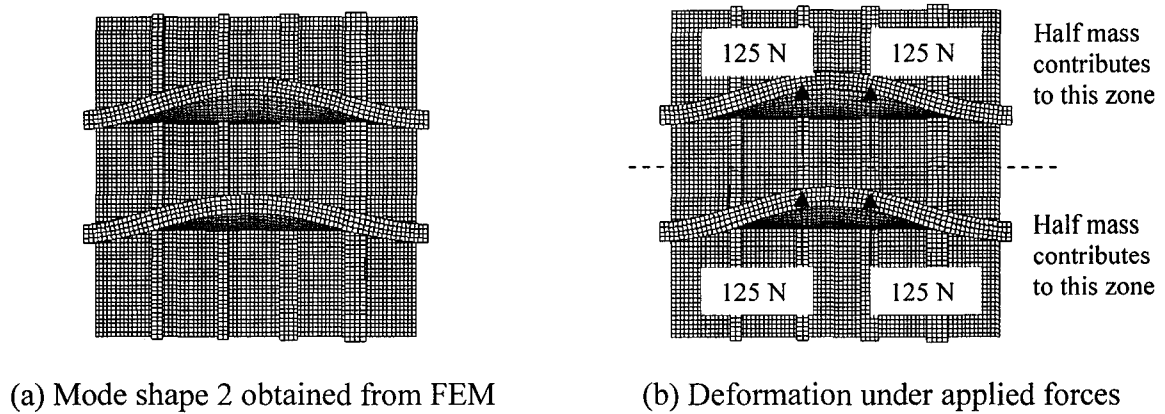 125 N
125 N
Half mass
contributes
to this zone
125 N
125 N
Half mass
contributes
to this zone
(a) Mode shape 2 obtained from FEM
(b) Deformation under applied forces